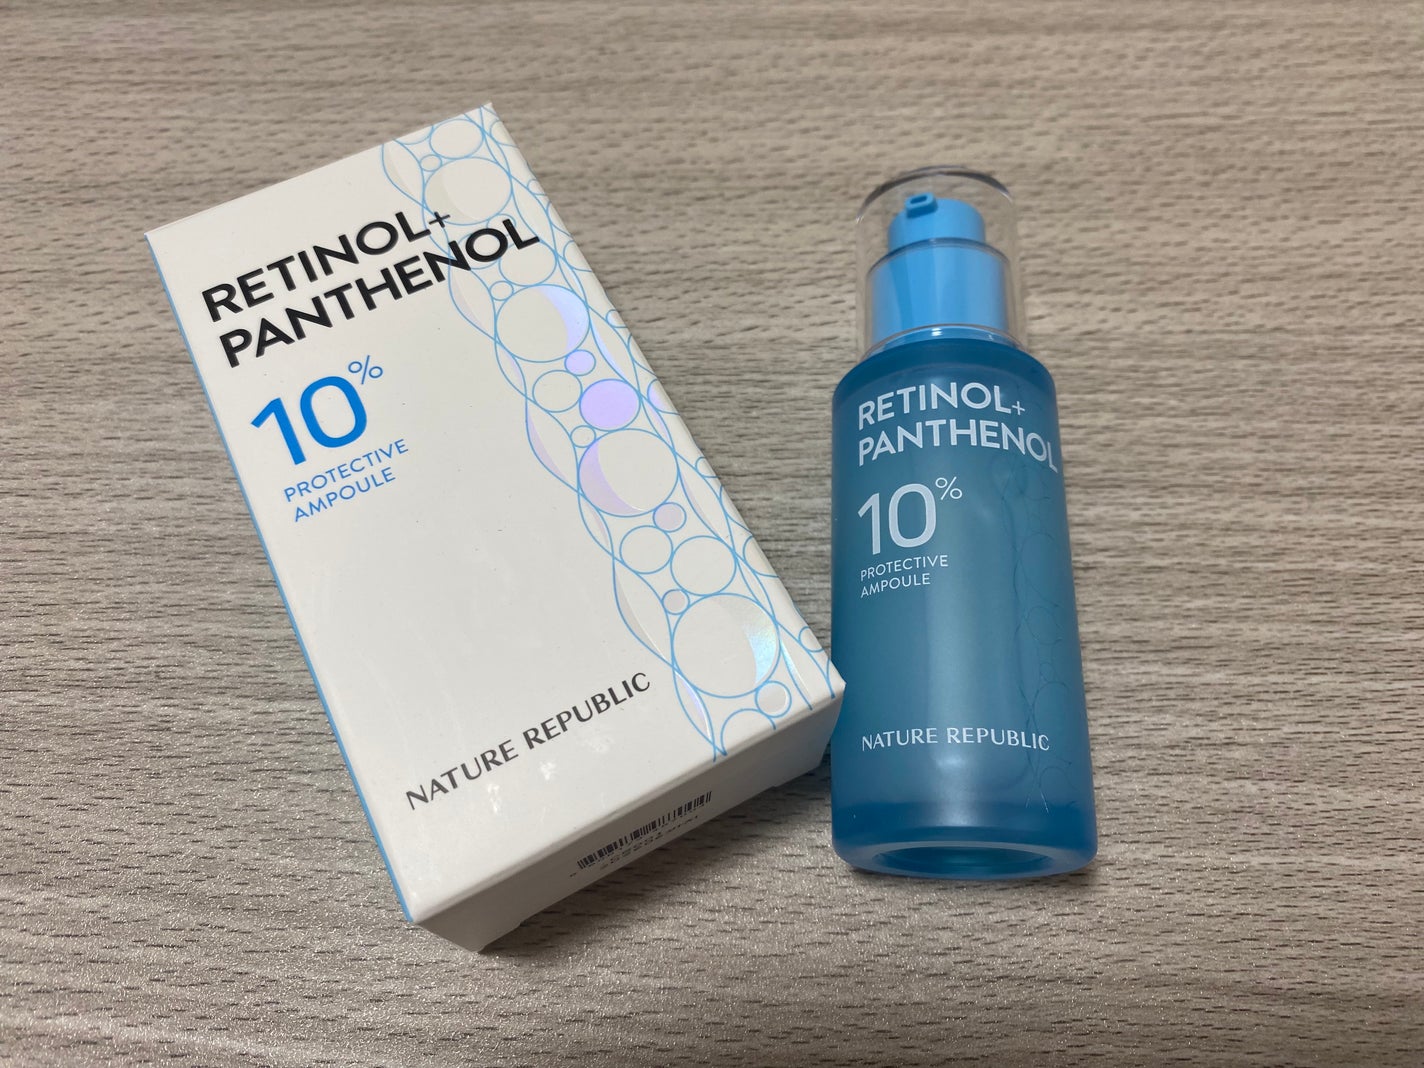 RETINOL+
PANTHENOL
10%
PROTECTIVE
AMPOULE
NATURE REPUBLIC
RETINOL+
PANTHENOL
10%
PROTECTIVE
AMPOULE
NATURE REPUBLIC